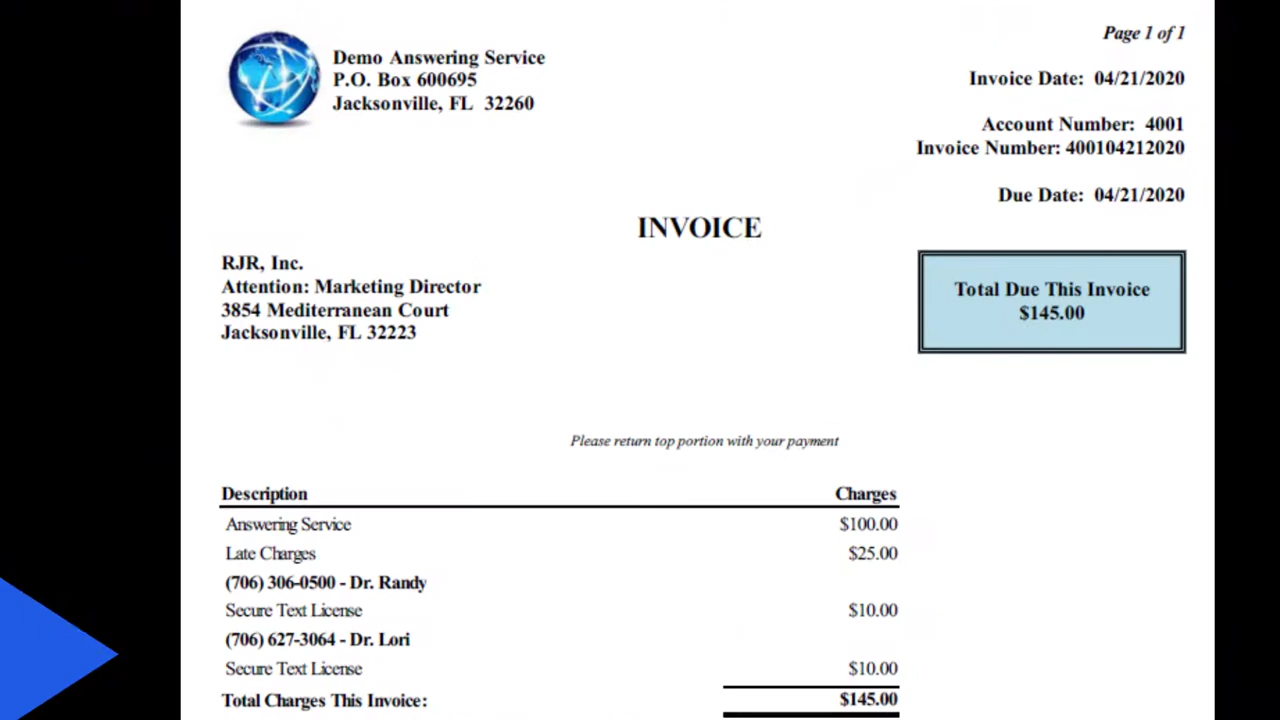 Page 1 of 1
Demo Answering Service
P.O. Box 600695
Jacksonville, FL 32260
Invoice Date: 04/21/2020
Account Number: 4001
Invoice Number: 400104212020
Due Date: 04/21/2020
INVOICE
RJR, Inc.
Attention: Marketing Director
3854 Mediterranean Court
Jacksonville, FL 32223
Total Due This Invoice
$145.00
Please return top portion with your payment
Description Charges
Answering Service $100.00
Late Charges $25.00
(706) 306-0500 - Dr. Randy
Secure Text License $10.00
(706) 627-3064 - Dr. Lori
Secure Text License $10.00
Total Charges This Invoice: $145.00